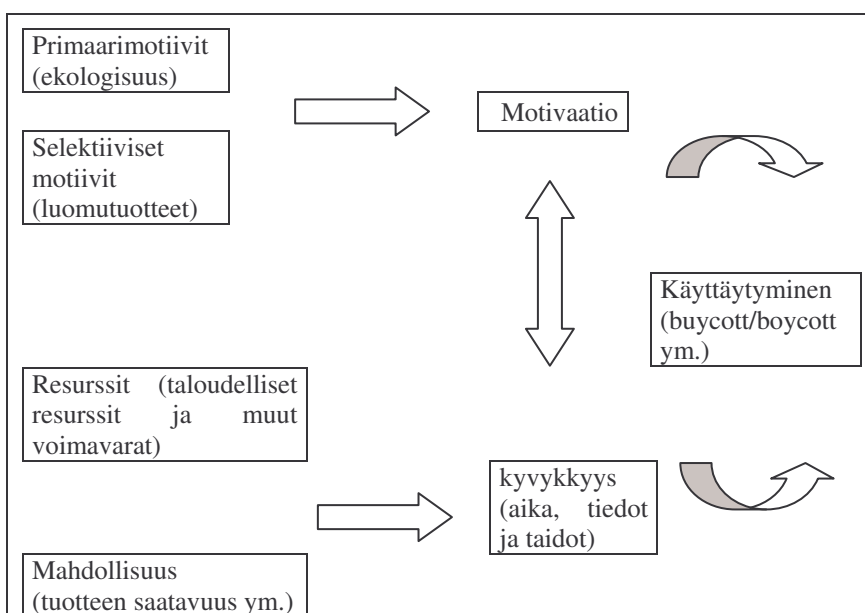 Primaarimotiivit
(ekologisuus)
Motivaatio
Selektiiviset
motiivit
(luomutuotteet)
Käyttäytyminen
(buycott/boycott
ym.)
Resurssit (taloudelliset
resurssit ja muut
voimavarat)
kyvykkyys
(aika, tiedot
ja taidot)
Mahdollisuus
(tuotteen saatavuus ym.)